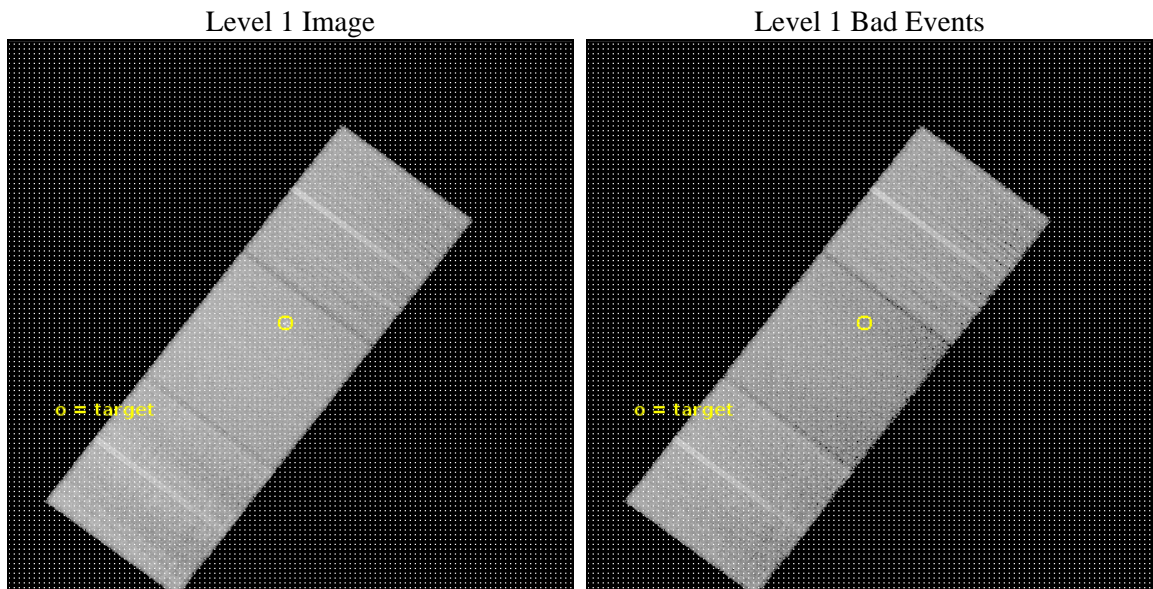 Level 1 Image
Level 1 Bad Events
o = target
o = target